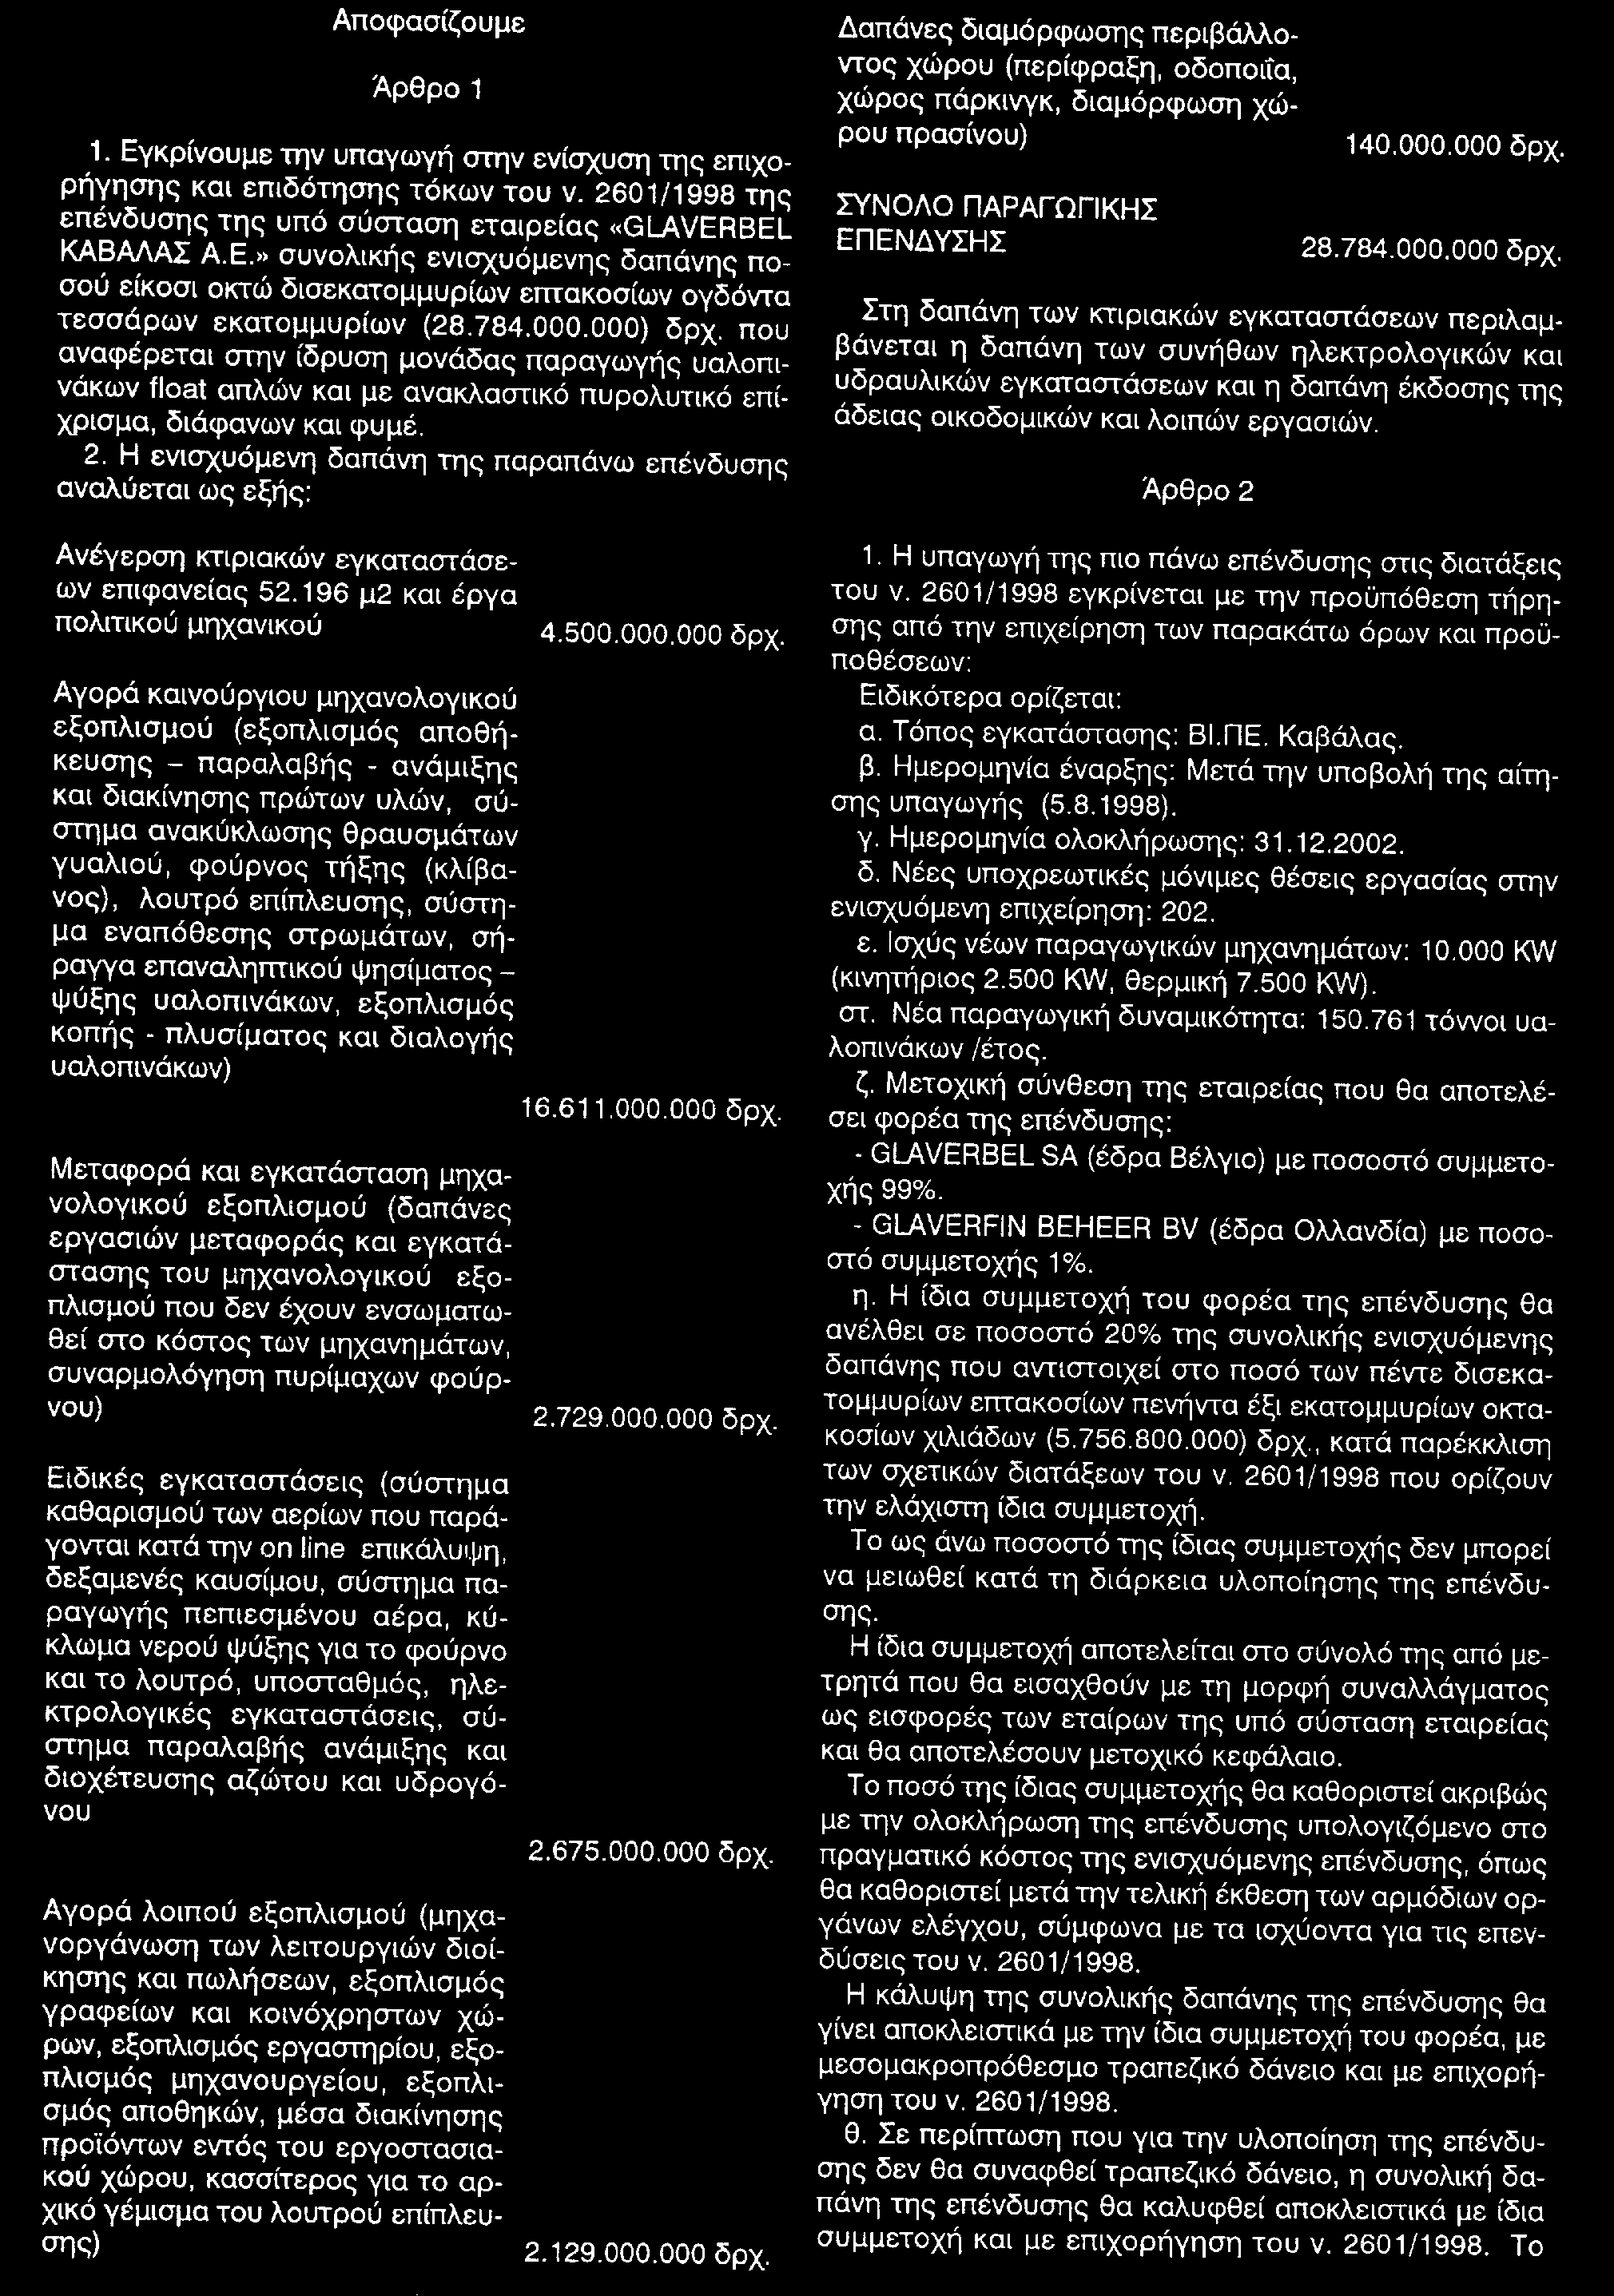 Αποφασίζουμε
Άρθρο 1
1. Εγκρίνουμε την υπαγωγή στην ενίσχυση της επιχο-
ρήγησης και επιδότησης τόκων του ν. 2601/1998 της
επένδυσης της υπό σύσταση εταιρείας «GLAVERBEL
ΚΑΒΑΛΑΣ Α.Ε.» συνολικής ενισχυόμενης δαπάνης πο-
σού είκοσι οκτώ δισεκατομμυρίων επτακοσίων ογδόντα
τεσσάρων εκατομμυρίων (28.784.000.000) δρχ. που
αναφέρεται στην ίδρυση μονάδας παραγωγής υαλοπι-
νάκων float απλών και με ανακλαστικό πυρολυτικό επί-
χρισμα, διάφανων και φυμέ.
2. Η ενισχυόμενη δαπάνη της παραπάνω επένδυσης
αναλύεται ως εξής:
Ανέγερση κτιριακών εγκαταστάσε-
ων επιφανείας 52.196 μ2 και έργα
πολιτικού μηχανικού 4.500.000.000 δρχ.
Αγορά καινούργιου μηχανολογικού
εξοπλισμού (εξοπλισμός αποθή-
κευσης – παραλαβής - ανάμιξης
και διακίνησης πρώτων υλών, σύ-
στημα ανακύκλωσης θραυσμάτων
γυαλιού, φούρνος τήξης (κλίβα-
νος), λουτρό επίπλευσης, σύστη-
μα εναπόθεσης στρωμάτων, σή-
ραγγα επαναληπτικού ψησίματος –
ψύξης υαλοπινάκων, εξοπλισμός
κοπής - πλυσίματος και διαλογής
υαλοπινάκων)
16.611.000.000 δρχ.
Μεταφορά και εγκατάσταση μηχα-
νολογικού εξοπλισμού (δαπάνες
εργασιών μεταφοράς και εγκατά-
στασης του μηχανολογικού εξο-
πλισμού που δεν έχουν ενσωματω-
θεί στο κόστος των μηχανημάτων,
συναρμολόγηση πυρίμαχων φούρ-
νου) 2.729.000.000 δρχ.
Ειδικές εγκαταστάσεις (σύστημα
καθαρισμού των αερίων που παρά-
γονται κατά την on line επικάλυψη,
δεξαμενές καυσίμου, σύστημα πα-
ραγωγής πεπιεσμένου αέρα, κύ-
κλωμα νερού ψύξης για το φούρνο
και το λουτρό, υποσταθμός, ηλε-
κτρολογικές εγκαταστάσεις, σύ-
στημα παραλαβής ανάμιξης και
διοχέτευσης αζώτου και υδρογό-
νου
2.675.000.000 δρχ.
Αγορά λοιπού εξοπλισμού (μηχα-
νοργάνωση των λειτουργιών διοί-
κησης και πωλήσεων, εξοπλισμός
γραφείων και κοινόχρηστων χώ-
ρων, εξοπλισμός εργαστηρίου, εξο-
πλισμός μηχανουργείου, εξοπλι-
σμός αποθηκών, μέσα διακίνησης
προϊόντων εντός του εργοστασια-
κού χώρου, κασσίτερος για το αρ-
χικό γέμισμα του λουτρού επίπλευ-
σης) 2.129.000.000 δρχ.
Δαπάνες διαμόρφωσης περιβάλλο-
ντος χώρου (περίφραξη, οδοποιΐα,
χώρος πάρκινγκ, διαμόρφωση χώ-
ρου πρασίνου) 140.000.000 δρχ.
ΣΥΝΟΛΟ ΠΑΡΑΓΩΓΙΚΗΣ
ΕΠΕΝΔΥΣΗΣ 28.784.000.000 δρχ.
Στη δαπάνη των κτιριακών εγκαταστάσεων περιλαμ-
βάνεται η δαπάνη των συνήθων ηλεκτρολογικών και
υδραυλικών εγκαταστάσεων και η δαπάνη έκδοσης της
άδειας οικοδομικών και λοιπών εργασιών.
Άρθρο 2
1. Η υπαγωγή της πιο πάνω επένδυσης στις διατάξεις
του ν. 2601/1998 εγκρίνεται με την προϋπόθεση τήρη-
σης από την επιχείρηση των παρακάτω όρων και προϋ-
ποθέσεων:
Ειδικότερα ορίζεται:
α. Τόπος εγκατάστασης: ΒΙ.ΠΕ. Καβάλας.
β. Ημερομηνία έναρξης: Μετά την υποβολή της αίτη-
σης υπαγωγής (5.8.1998).
γ. Ημερομηνία ολοκλήρωσης: 31.12.2002.
δ. Νέες υποχρεωτικές μόνιμες θέσεις εργασίας στην
ενισχυόμενη επιχείρηση: 202.
ε. Ισχύς νέων παραγωγικών μηχανημάτων: 10.000 KW
(κινητήριος 2.500 KW, θερμική 7.500 KW).
στ. Νέα παραγωγική δυναμικότητα: 150.761 τόννοι υα-
λοπινάκων /έτος.
ζ. Μετοχική σύνθεση της εταιρείας που θα αποτελέ-
σει φορέα της επένδυσης:
- GLAVERBEL SA (έδρα Βέλγιο) με ποσοστό συμμετο-
χής 99%.
- GLAVERFIN BEHEER BV (έδρα Ολλανδία) με ποσο-
στό συμμετοχής 1%.
η. Η ίδια συμμετοχή του φορέα της επένδυσης θα
ανέλθει σε ποσοστό 20% της συνολικής ενισχυόμενης
δαπάνης που αντιστοιχεί στο ποσό των πέντε δισεκα-
τομμυρίων επτακοσίων πενήντα έξι εκατομμυρίων οκτα-
κοσίων χιλιάδων (5.756.800.000) δρχ., κατά παρέκκλιση
των σχετικών διατάξεων του ν. 2601/1998 που ορίζουν
την ελάχιστη ίδια συμμετοχή.
Το ως άνω ποσοστό της ίδιας συμμετοχής δεν μπορεί
να μειωθεί κατά τη διάρκεια υλοποίησης της επένδυ-
σης.
Η ίδια συμμετοχή αποτελείται στο σύνολό της από με-
τρητά που θα εισαχθούν με τη μορφή συναλλάγματος
ως εισφορές των εταίρων της υπό σύσταση εταιρείας
και θα αποτελέσουν μετοχικό κεφάλαιο.
Το ποσό της ίδιας συμμετοχής θα καθοριστεί ακριβώς
με την ολοκλήρωση της επένδυσης υπολογιζόμενο στο
πραγματικό κόστος της ενισχυόμενης επένδυσης, όπως
θα καθοριστεί μετά την τελική έκθεση των αρμόδιων ορ-
γάνων ελέγχου, σύμφωνα με τα ισχύοντα για τις επεν-
δύσεις του ν. 2601/1998.
Η κάλυψη της συνολικής δαπάνης της επένδυσης θα
γίνει αποκλειστικά με την ίδια συμμετοχή του φορέα, με
μεσομακροπρόθεσμο τραπεζικό δάνειο και με επιχορή-
γηση του ν. 2601/1998.
θ. Σε περίπτωση που για την υλοποίηση της επένδυ-
σης δεν θα συναφθεί τραπεζικό δάνειο, η συνολική δα-
πάνη της επένδυσης θα καλυφθεί αποκλειστικά με ίδια
συμμετοχή και με επιχορήγηση του ν. 2601/1998. Το